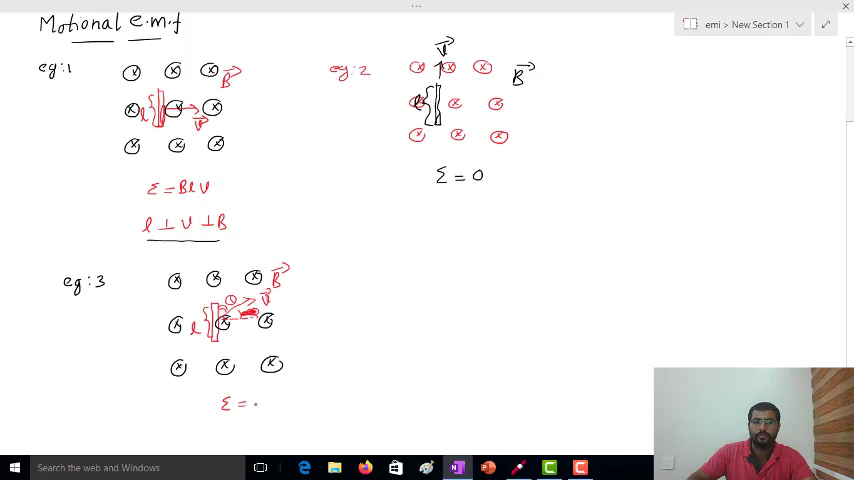 Motional e.m.f
eg:1
B
l
V
ε = Blv
l ⊥ V ⊥ B
eg:2
V
B
l
ε = 0
eg:3
B
θ
V
l
ε =
emi > New Section 1
Search the web and Windows